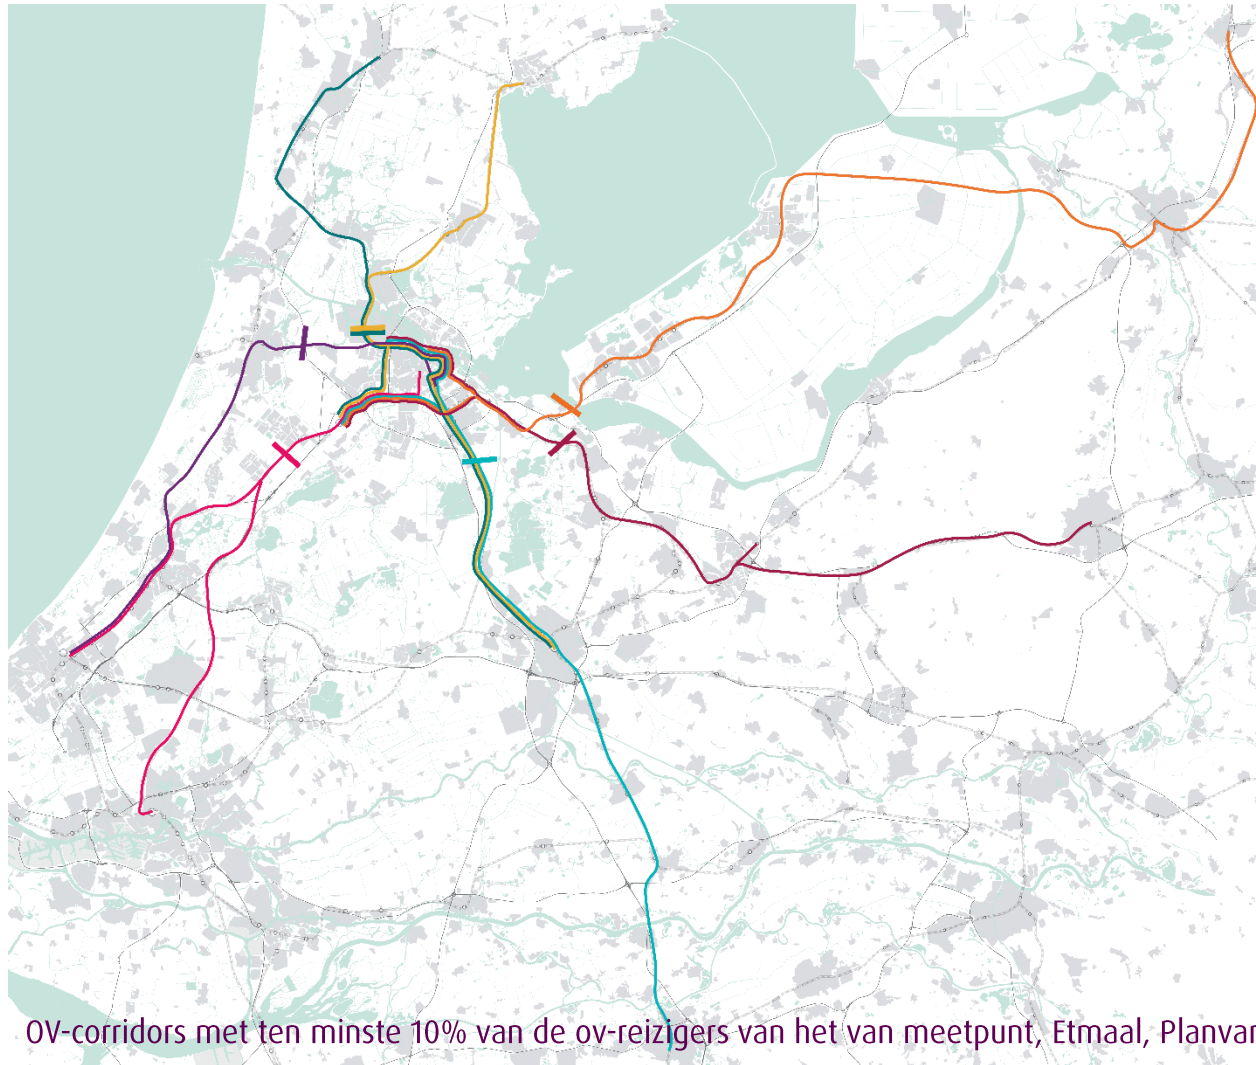 OV-corridors met ten minste 10% van de ov-reizigers van het van meetpunt, Etmaal, Planvar